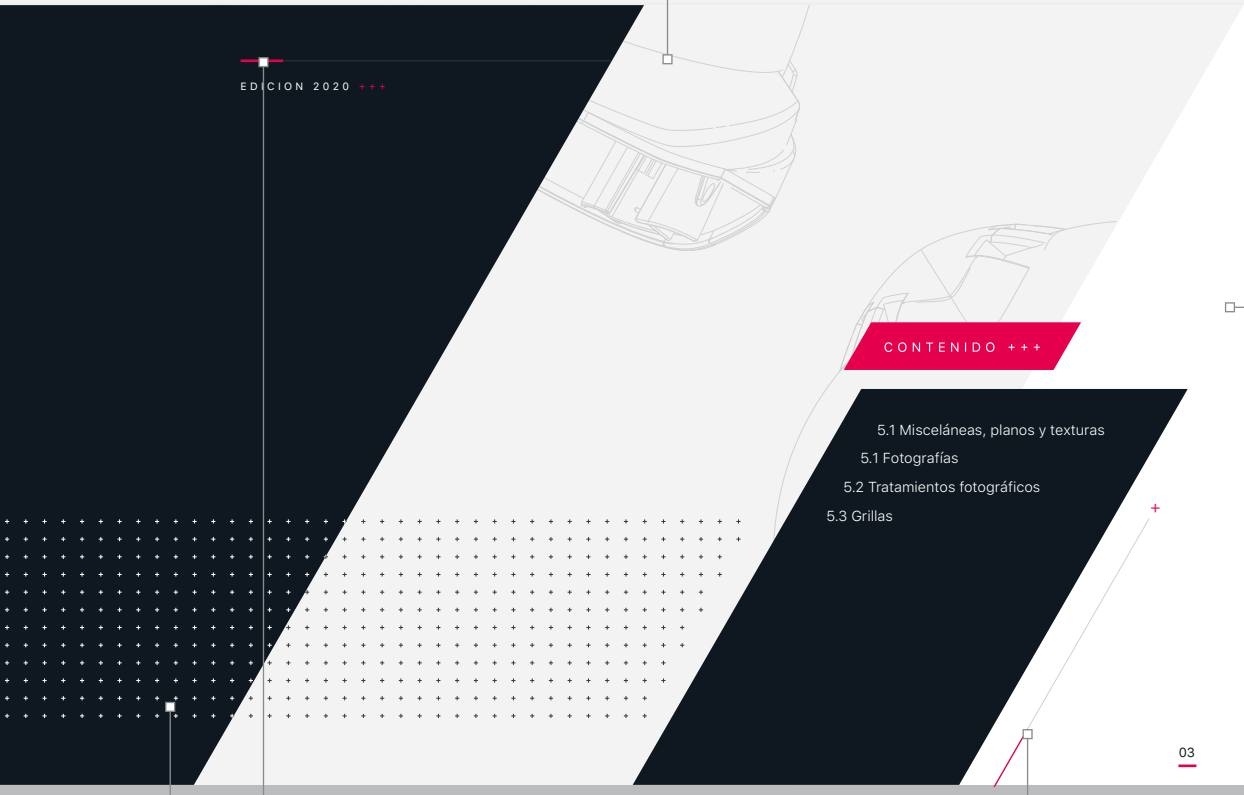 EDICION 2020 +++
CONTENIDO +++
5.1 Misceláneas, planos y texturas
5.1 Fotografías
5.2 Tratamientos fotográficos
5.3 Grillas
03